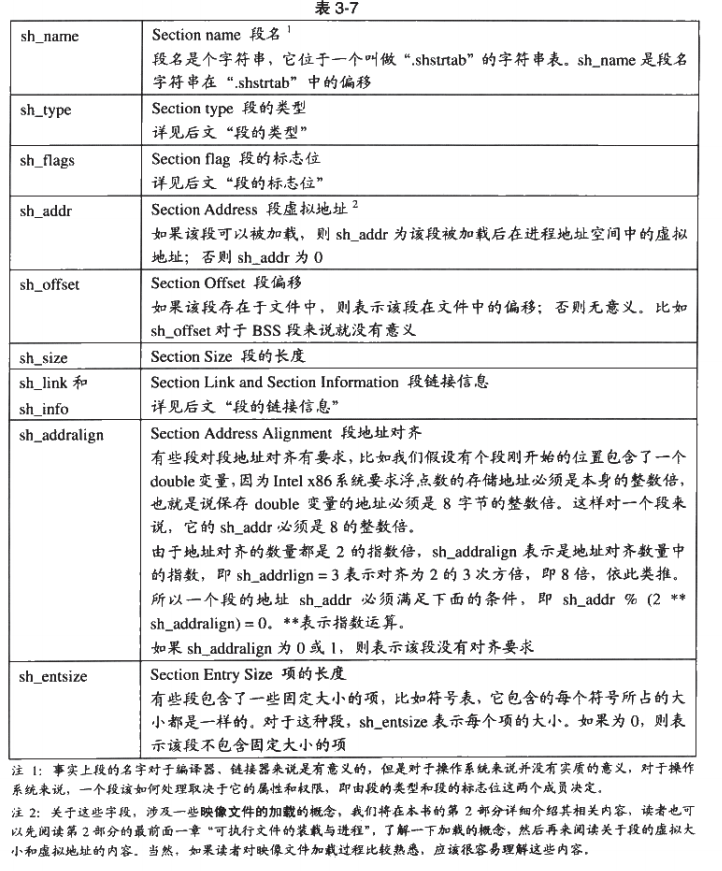 表 3-7
sh_name
Section name 段名 1
段名是个字符串，它位于一个叫做“.shstrtab”的字符串表。sh_name 是段名
字符串在“.shstrtab”中的偏移
sh_type
Section type 段的类型
详见后文“段的类型”
sh_flags
Section flag 段的标志位
详见后文“段的标志位”
sh_addr
Section Address 段虚拟地址 2
如果该段可以被加载，则 sh_addr 为该段被加载后在进程地址空间中的虚拟
地址；否则 sh_addr 为 0
sh_offset
Section Offset 段偏移
如果该段存在于文件中，则表示该段在文件中的偏移；否则无意义。比如
sh_offset 对于 BSS 段来说就没有意义
sh_size
Section Size 段的长度
sh_link 和
sh_info
Section Link and Section Information 段链接信息
详见后文“段的链接信息”
sh_addralign
Section Address Alignment 段地址对齐
有些段对段地址对齐有要求，比如我们假设有个段刚开始的位置包含了一个
double 变量，因为 Intel x86 系统要求浮点数的存储地址必须是本身的整数倍，
也就是说保存 double 变量的地址必须是 8 字节的整数倍。这样对一个段来
说，它的 sh_addr 必须是 8 的整数倍。
由于地址对齐的数量都是 2 的指数倍，sh_addralign 表示是地址对齐数量中
的指数，即 sh_addrlign = 3 表示对齐为 2 的 3 次方倍，即 8 倍，依此类推。
所以一个段的地址 sh_addr 必须满足下面的条件，即 sh_addr % (2 **
sh_addralign) = 0。**表示指数运算。
如果 sh_addralign 为 0 或 1，则表示该段没有对齐要求
sh_entsize
Section Entry Size 项的长度
有些段包含了一些固定大小的项，比如符号表，它包含的每个符号所占的大
小都是一样的。对于这种段，sh_entsize 表示每个项的大小。如果为 0，则表
示该段不包含固定大小的项
注 1：事实上段的名字对于编译器、链接器来说是有意义的，但是对于操作系统来说并没有实质的意义，对于操作
系统来说，一个段该如何处理取决于它的属性和权限，即由段的类型和段的标志位这两个成员决定。
注 2：关于这些字段，涉及一些映像文件的加载的概念，我们将在本书的第 2 部分详细介绍其相关内容，读者也可
以先阅读第 2 部分的最前面一章“可执行文件的装载与进程”，了解一下加载的概念，然后再来阅读关于段的虚拟大
小和虚拟地址的内容。当然，如果读者对映像文件加载过程比较熟悉，应该很容易理解这些内容。